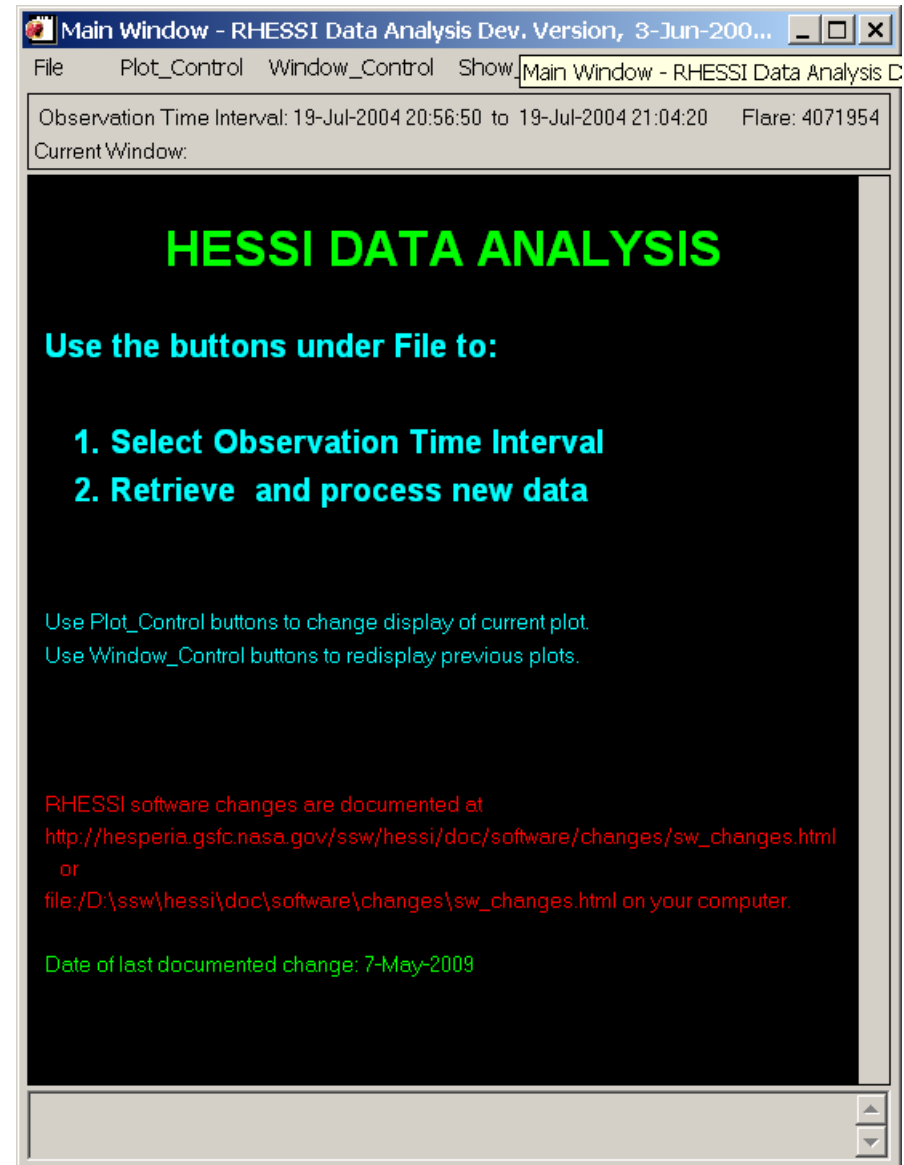 Main Window - RHESSI Data Analysis Dev. Version, 3-Jun-200...
File Plot_Control Window_Control Show_
Main Window - RHESSI Data Analysis D
Observation Time Interval: 19-Jul-2004 20:56:50 to 19-Jul-2004 21:04:20 Flare: 4071954
Current Window:
HESSI DATA ANALYSIS
Use the buttons under File to:
1. Select Observation Time Interval
2. Retrieve and process new data
Use Plot_Control buttons to change display of current plot.
Use Window_Control buttons to redisplay previous plots.
RHESSI software changes are documented at
http://hesperia.gsfc.nasa.gov/ssw/hessi/doc/software/changes/sw_changes.html
or
file:/D:\ssw\hessi\doc\software\changes\sw_changes.html on your computer.
Date of last documented change: 7-May-2009